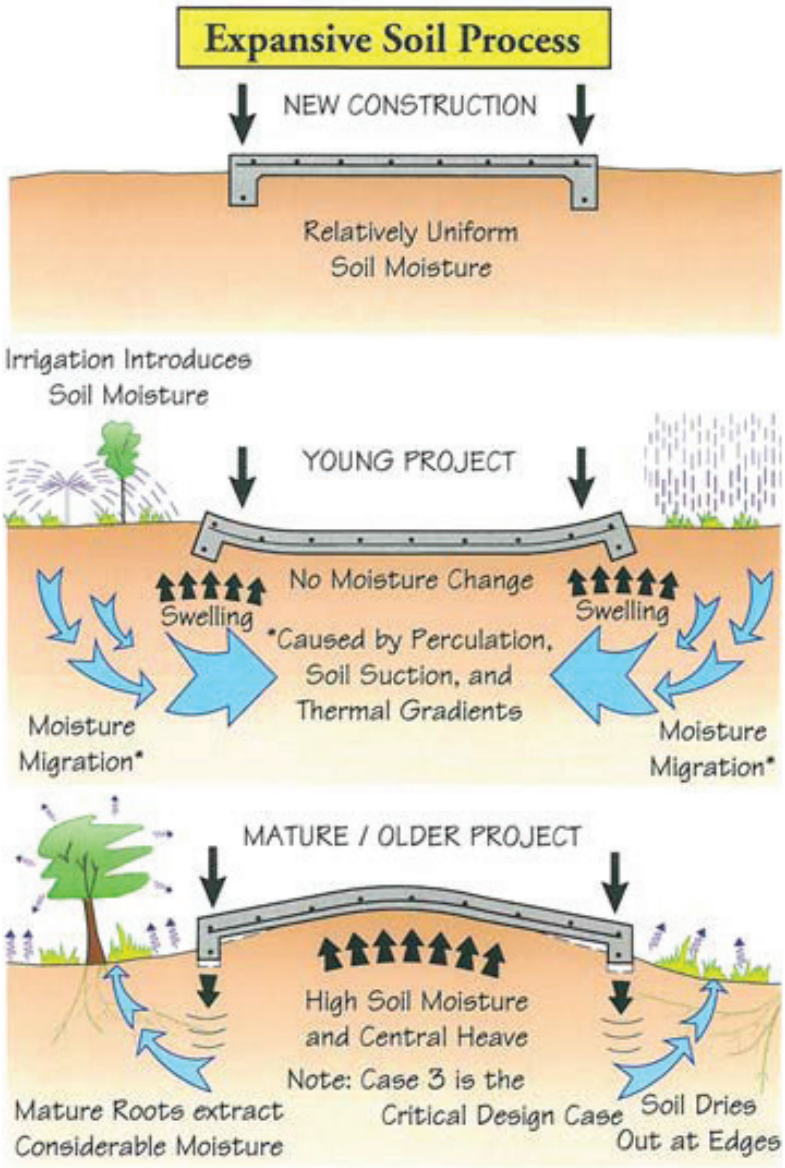 Expansive Soil Process
NEW CONSTRUCTION
Relatively Uniform
Soil Moisture
Irrigation Introduces
Soil Moisture
YOUNG PROJECT
No Moisture Change
Swelling
Swelling
*Caused by Perculation,
Soil Suction, and
Thermal Gradients
Moisture
Migration*
Moisture
Migration*
MATURE / OLDER PROJECT
High Soil Moisture
and Central Heave
Note: Case 3 is the
Critical Design Case
Mature Roots extract
Considerable Moisture
Soil Dries
Out at Edges